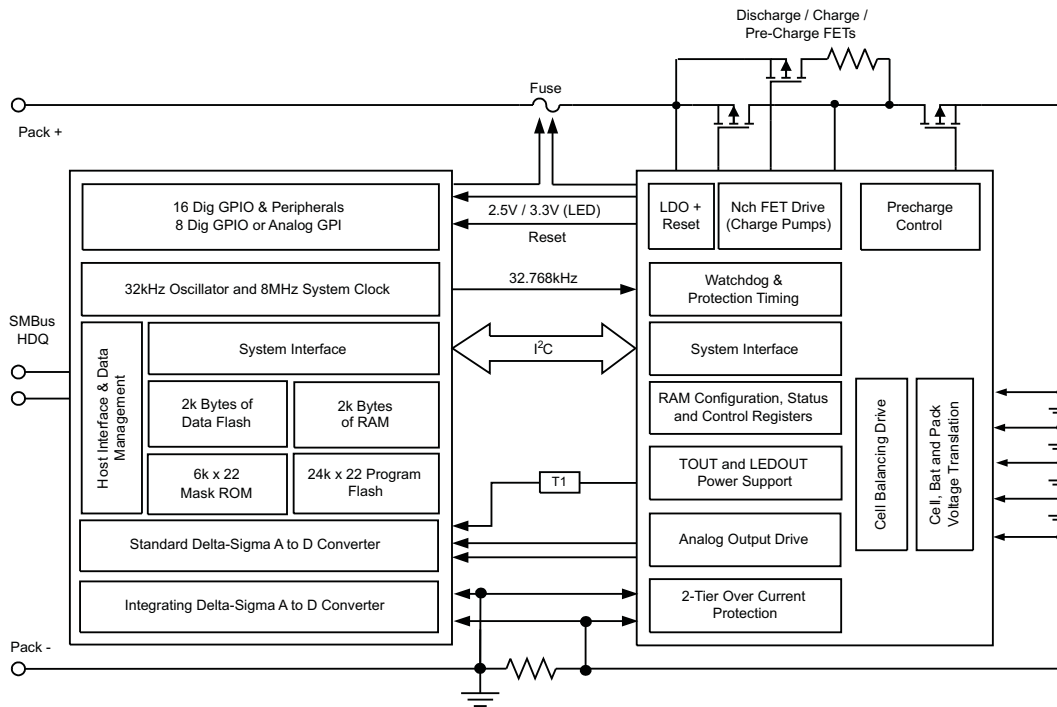 Discharge / Charge /
Pre-Charge FETs
Fuse
Pack +
16 Dig GPIO & Peripherals
8 Dig GPIO or Analog GPI
2.5V / 3.3V (LED)
Reset
LDO +
Reset
Nch FET Drive
(Charge Pumps)
Precharge
Control
32kHz Oscillator and 8MHz System Clock
32.768kHz
Watchdog &
Protection Timing
SMBus
HDQ
Host Interface & Data
Management
System Interface
I²C
System Interface
2k Bytes of
Data Flash
2k Bytes
of RAM
RAM Configuration, Status
and Control Registers
6k x 22
Mask ROM
24k x 22 Program
Flash
T1
TOUT and LEDOUT
Power Support
Cell Balancing Drive
Cell, Bat and Pack
Voltage Translation
Standard Delta-Sigma A to D Converter
Analog Output Drive
Integrating Delta-Sigma A to D Converter
2-Tier Over Current
Protection
Pack -